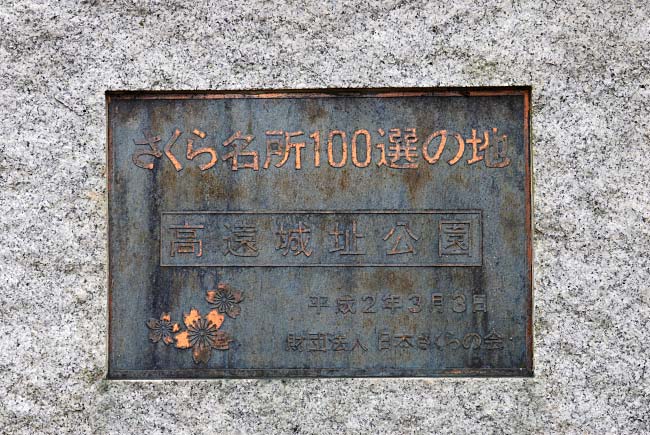 さくら名所100選の地
高遠城址公園
平成2年3月3日
財団法人 日本さくらの会